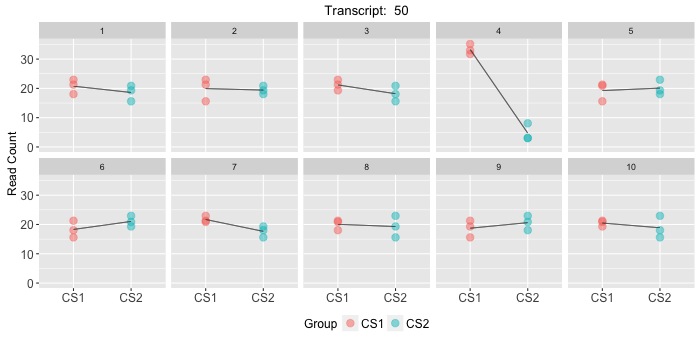 Transcript: 50
1 2 3 4 5
30
20
10
0
6 7 8 9 10
30
20
10
0
Read Count
CS1 CS2 CS1 CS2 CS1 CS2 CS1 CS2 CS1 CS2
Group CS1 CS2